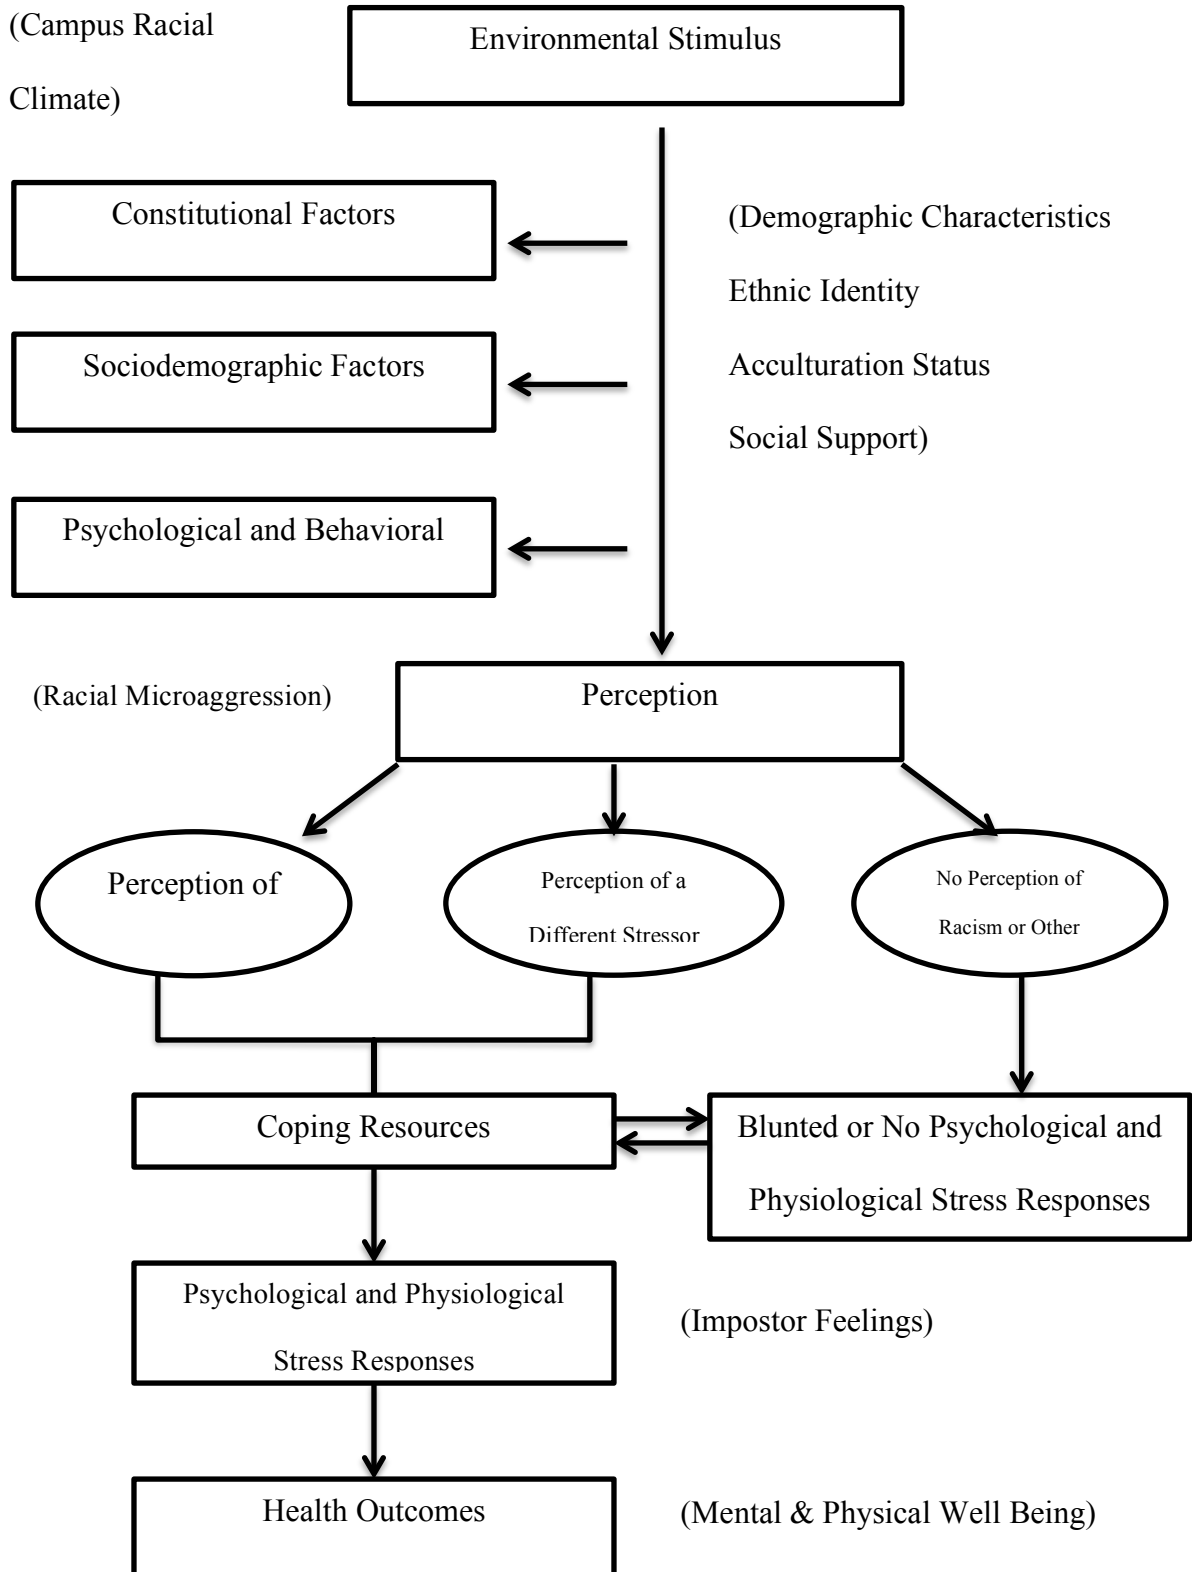 (Campus Racial
Climate)
Environmental Stimulus
Constitutional Factors
(Demographic Characteristics
Ethnic Identity
Sociodemographic Factors
Acculturation Status
Social Support)
Psychological and Behavioral
(Racial Microaggression)
Perception
Perception of
Perception of a
Different Stressor
No Perception of
Racism or Other
Coping Resources
Blunted or No Psychological and
Physiological Stress Responses
Psychological and Physiological
Stress Responses
(Impostor Feelings)
Health Outcomes
(Mental & Physical Well Being)